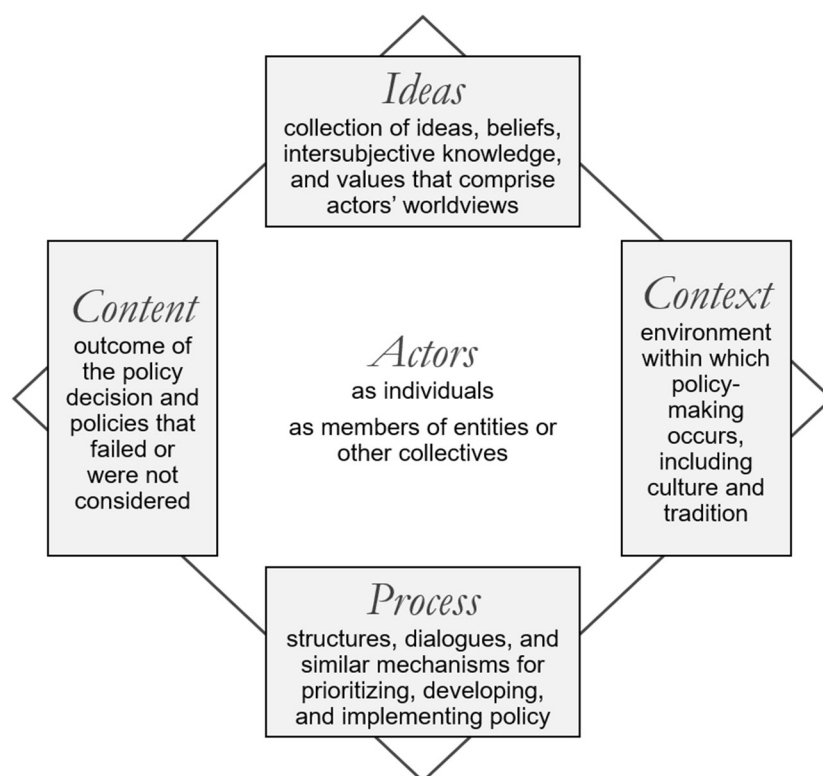 Ideas
collection of ideas, beliefs,
intersubjective knowledge,
and values that comprise
actors’ worldviews
Content
outcome of
the policy
decision and
policies that
failed or
were not
considered
Actors
as individuals
as members of entities or
other collectives
Context
environment
within which
policy-
making
occurs,
including
culture and
tradition
Process
structures, dialogues, and
similar mechanisms for
prioritizing, developing,
and implementing policy